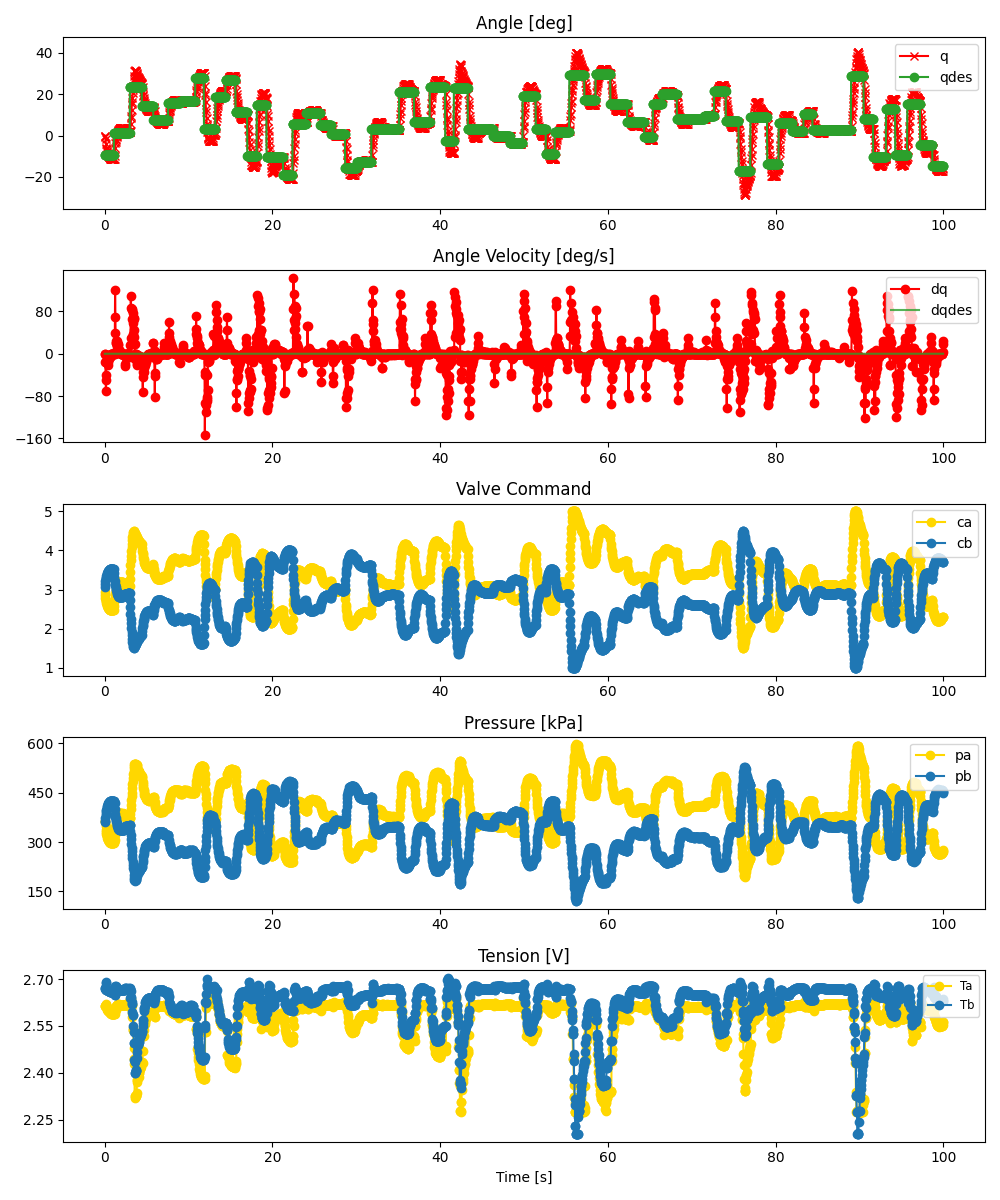 Angle [deg]
40
20
0
−20
q
qdes
0 20 40 60 80 100
Angle Velocity [deg/s]
80
0
−80
−160
dq
dqdes
0 20 40 60 80 100
Valve Command
5
4
3
2
1
ca
cb
0 20 40 60 80 100
Pressure [kPa]
600
450
300
150
pa
pb
0 20 40 60 80 100
Tension [V]
2.70
2.55
2.40
2.25
Ta
Tb
0 20 40 60 80 100
Time [s]